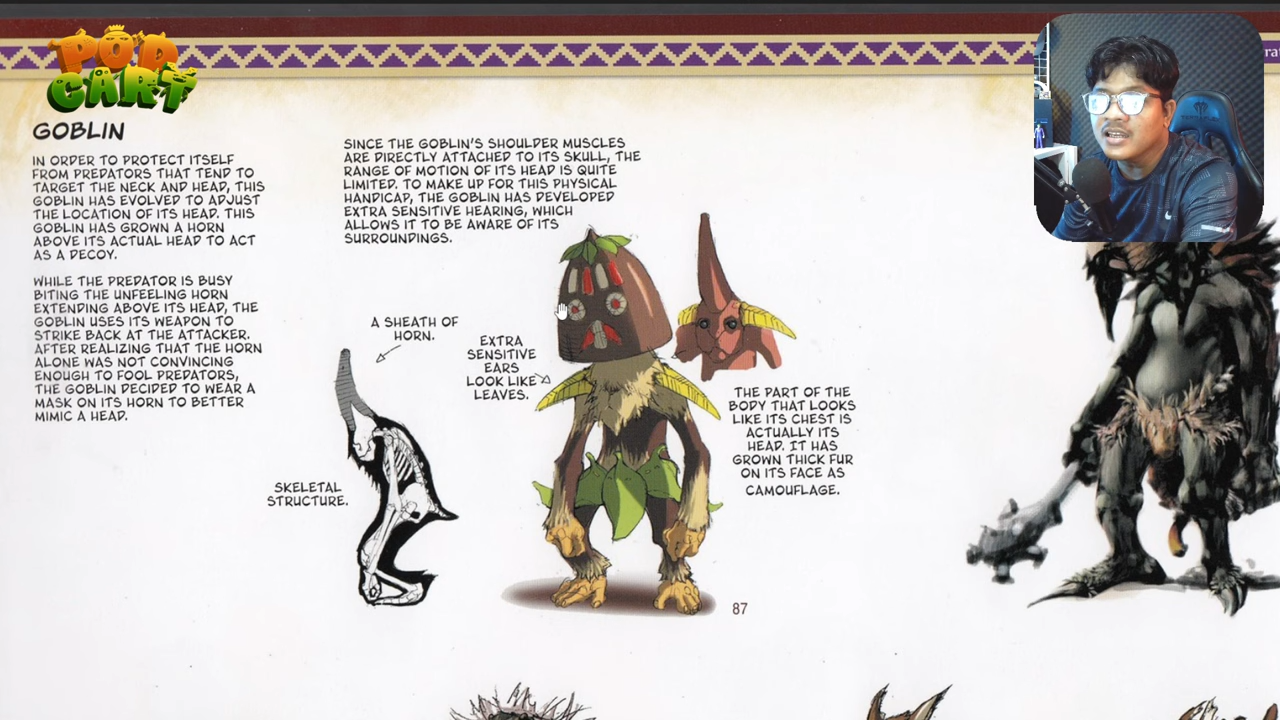 POD
CART
GOBLIN
IN ORDER TO PROTECT ITSELF
FROM PREDATORS THAT TEND TO
TARGET THE NECK AND HEAD, THIS
GOBLIN HAS EVOLVED TO ADJUST
THE LOCATION OF ITS HEAD. THIS
GOBLIN HAS GROWN A HORN
ABOVE ITS ACTUAL HEAD TO ACT
AS A DECOY.
WHILE THE PREDATOR IS BUSY
BITING THE UNFEELING HORN
EXTENDING ABOVE ITS HEAD, THE
GOBLIN USES ITS WEAPON TO
STRIKE BACK AT THE ATTACKER.
AFTER REALIZING THAT THE HORN
ALONE WAS NOT CONVINCING
ENOUGH TO FOOL PREDATORS,
THE GOBLIN DECIDED TO WEAR A
MASK ON ITS HORN TO BETTER
MIMIC A HEAD.
SINCE THE GOBLIN'S SHOULDER MUSCLES
ARE DIRECTLY ATTACHED TO ITS SKULL, THE
RANGE OF MOTION OF ITS HEAD IS QUITE
LIMITED. TO MAKE UP FOR THIS PHYSICAL
HANDICAP, THE GOBLIN HAS DEVELOPED
EXTRA SENSITIVE HEARING, WHICH
ALLOWS IT TO BE AWARE OF ITS
SURROUNDINGS.
A SHEATH OF
HORN.
EXTRA
SENSITIVE
EARS
LOOK LIKE
LEAVES.
SKELETAL
STRUCTURE.
THE PART OF THE
BODY THAT LOOKS
LIKE ITS CHEST IS
ACTUALLY ITS
HEAD. IT HAS
GROWN THICK FUR
ON ITS FACE AS
CAMOUFLAGE.
87